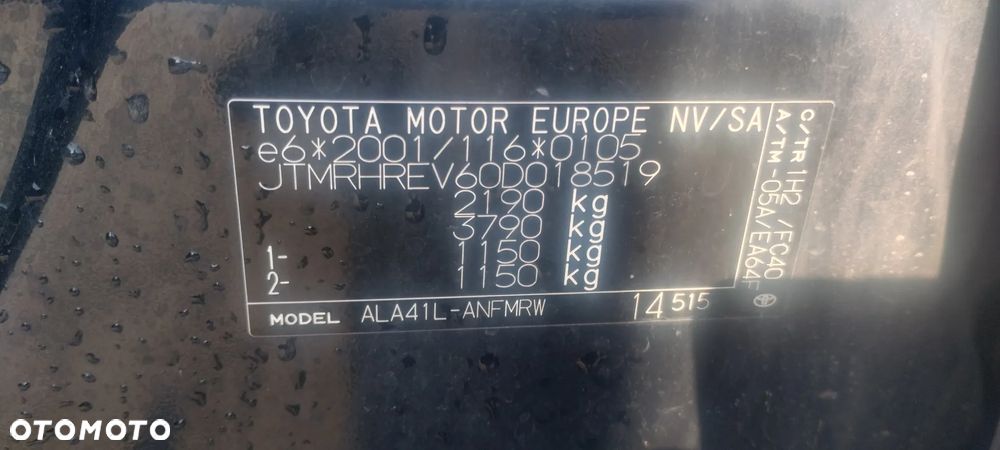 TOYOTA MOTOR EUROPE NV/SA
e6*2001/116*0105
JTMRHREV60D018519
2190 kg
3790 kg
1- 1150 kg
2- 1150 kg
C/TR 1H2 /FC40
A/TM -05A/EA64F
MODEL ALA41L-ANFMRW 14 515
OTOMOTO